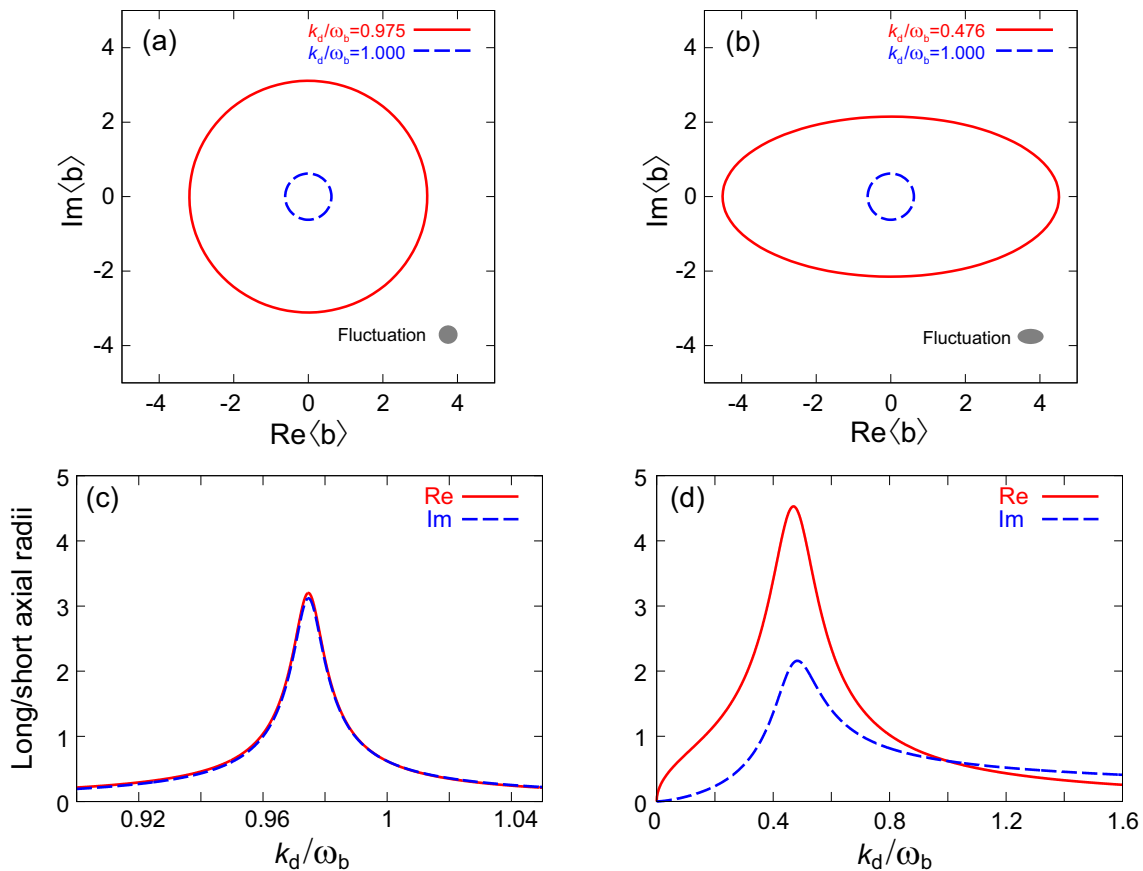 (a)
k_d/ω_b=0.975
k_d/ω_b=1.000
4
2
0
-2
-4
Im⟨b⟩
Fluctuation
-4 -2 0 2 4
Re⟨b⟩
(b)
k_d/ω_b=0.476
k_d/ω_b=1.000
4
2
0
-2
-4
Im⟨b⟩
Fluctuation
-4 -2 0 2 4
Re⟨b⟩
(c)
Re
Im
5
4
3
2
1
0
Long/short axial radii
0.92 0.96 1 1.04
k_d/ω_b
(d)
Re
Im
5
4
3
2
1
0
0 0.4 0.8 1.2 1.6
k_d/ω_b